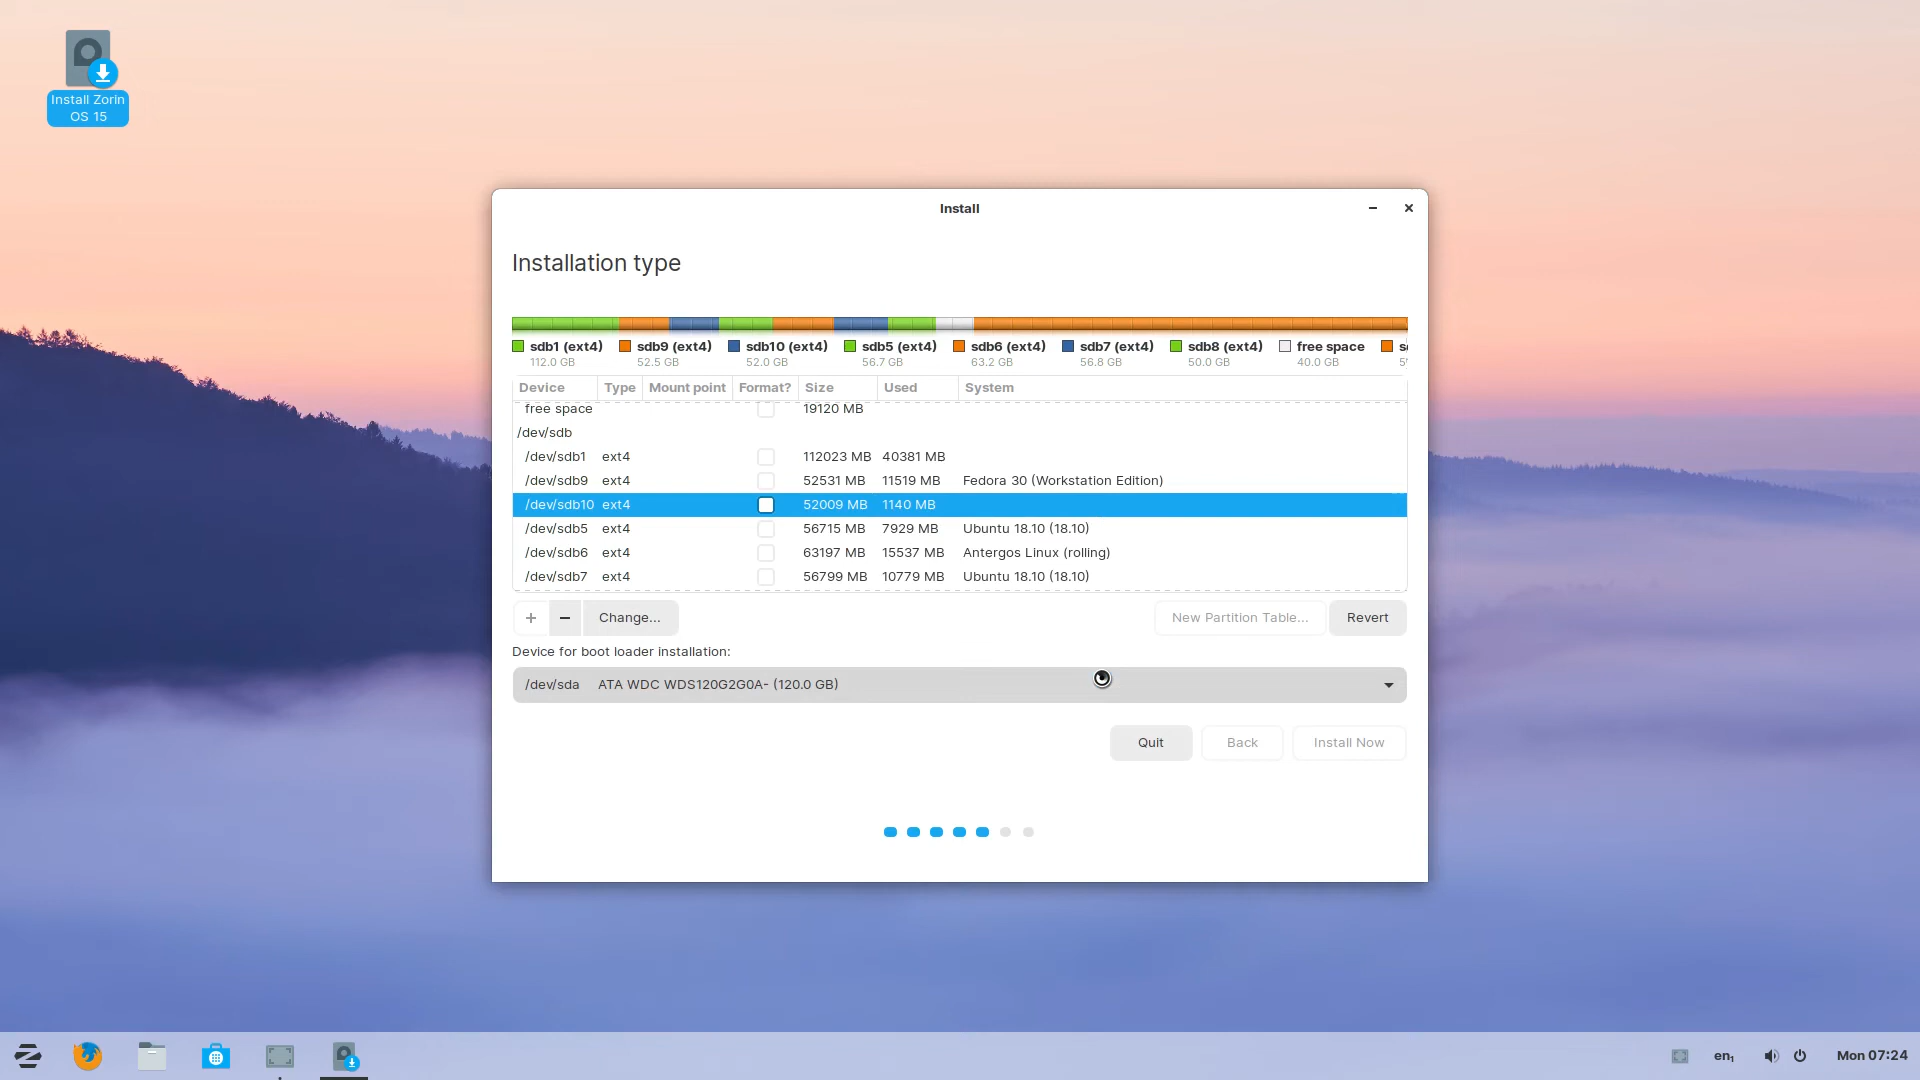 Install Zorin
OS 15
Install
Installation type
sdb1 (ext4) sdb9 (ext4) sdb10 (ext4) sdb5 (ext4) sdb6 (ext4) sdb7 (ext4) sdb8 (ext4) free space
112.0 GB 52.5 GB 52.0 GB 56.7 GB 63.2 GB 56.8 GB 50.0 GB 40.0 GB
Device Type Mount point Format? Size Used System
free space 19120 MB
/dev/sdb
/dev/sdb1 ext4 112023 MB 40381 MB
/dev/sdb9 ext4 52531 MB 11519 MB Fedora 30 (Workstation Edition)
/dev/sdb10 ext4 52009 MB 1140 MB
/dev/sdb5 ext4 56715 MB 7929 MB Ubuntu 18.10 (18.10)
/dev/sdb6 ext4 63197 MB 15537 MB Antergos Linux (rolling)
/dev/sdb7 ext4 56799 MB 10779 MB Ubuntu 18.10 (18.10)
+ − Change... New Partition Table... Revert
Device for boot loader installation:
/dev/sda ATA WDC WDS120G2G0A- (120.0 GB)
Quit Back Install Now
en₁ Mon 07:24